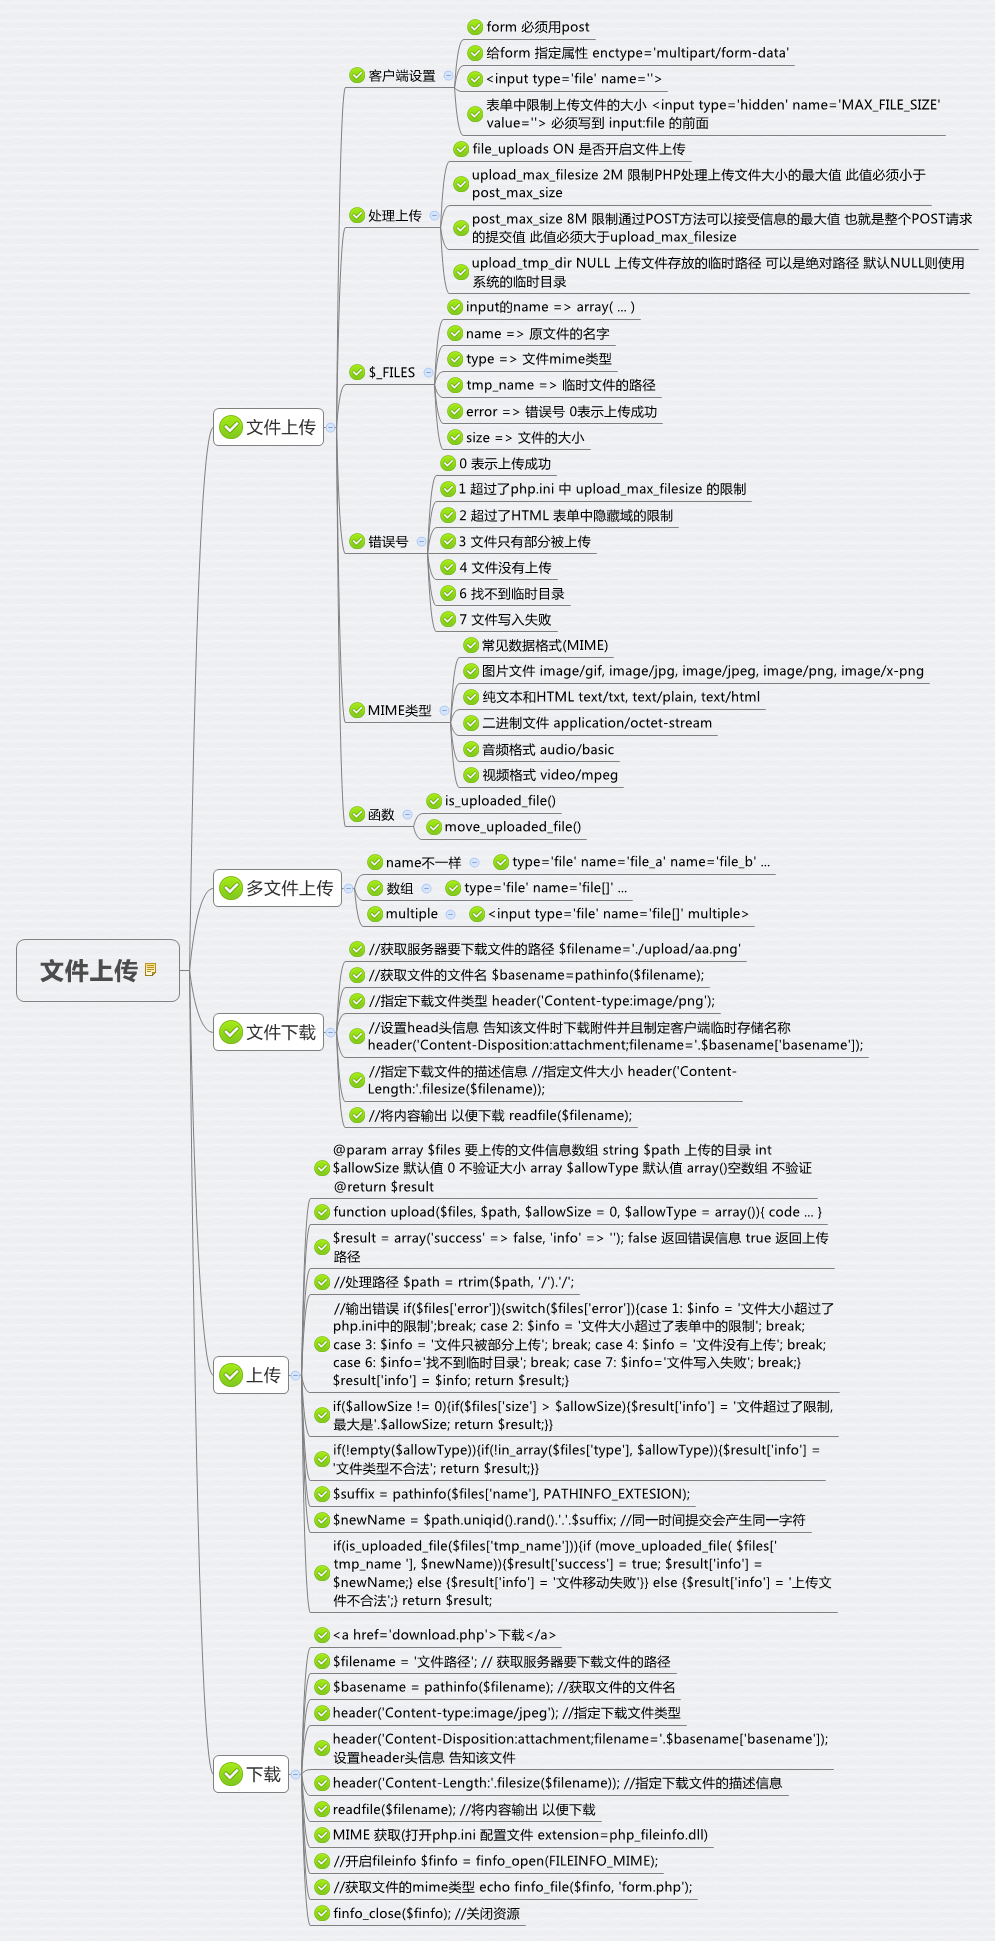 form 必须用post
给form 指定属性 enctype='multipart/form-data'
客户端设置
<input type='file' name=''>
表单中限制上传文件的大小 <input type='hidden' name='MAX_FILE_SIZE'
value=''> 必须写到 input:file 的前面
file_uploads ON 是否开启文件上传
upload_max_filesize 2M 限制PHP处理上传文件大小的最大值 此值必须小于
post_max_size
处理上传
post_max_size 8M 限制通过POST方法可以接受信息的最大值 也就是整个POST请求
的提交值 此值必须大于upload_max_filesize
upload_tmp_dir NULL 上传文件存放的临时路径 可以是绝对路径 默认NULL则使用
系统的临时目录
input的name => array( ... )
name => 原文件的名字
type => 文件mime类型
$_FILES
tmp_name => 临时文件的路径
error => 错误号 0表示上传成功
size => 文件的大小
文件上传
0 表示上传成功
1 超过了php.ini 中 upload_max_filesize 的限制
2 超过了HTML 表单中隐藏域的限制
错误号
3 文件只有部分被上传
4 文件没有上传
6 找不到临时目录
7 文件写入失败
常见数据格式(MIME)
图片文件 image/gif, image/jpg, image/jpeg, image/png, image/x-png
纯文本和HTML text/txt, text/plain, text/html
MIME类型
二进制文件 application/octet-stream
音频格式 audio/basic
视频格式 video/mpeg
is_uploaded_file()
函数
move_uploaded_file()
name不一样
type='file' name='file_a' name='file_b' ...
多文件上传
数组
type='file' name='file[]' ...
multiple
<input type='file' name='file[]' multiple>
文件上传
//获取服务器要下载文件的路径 $filename='./upload/aa.png'
//获取文件的文件名 $basename=pathinfo($filename);
//指定下载文件类型 header('Content-type:image/png');
文件下载
//设置head头信息 告知该文件时下载附件并且制定客户端临时存储名称
header('Content-Disposition:attachment;filename='.$basename['basename']);
//指定下载文件的描述信息 //指定文件大小 header('Content-
Length:'.filesize($filename));
//将内容输出 以便下载 readfile($filename);
@param array $files 要上传的文件信息数组 string $path 上传的目录 int
$allowSize 默认值 0 不验证大小 array $allowType 默认值 array()空数组 不验证
@return $result
function upload($files, $path, $allowSize = 0, $allowType = array()){ code ... }
$result = array('success' => false, 'info' => ''); false 返回错误信息 true 返回上传
路径
//处理路径 $path = rtrim($path, '/').'/';
//输出错误 if($files['error']){switch($files['error']){case 1: $info = '文件大小超过了
php.ini中的限制';break; case 2: $info = '文件大小超过了表单中的限制'; break;
case 3: $info = '文件只被部分上传'; break; case 4: $info = '文件没有上传'; break;
case 6: $info='找不到临时目录'; break; case 7: $info='文件写入失败'; break;}
$result['info'] = $info; return $result;}
上传
if($allowSize != 0){if($files['size'] > $allowSize){$result['info'] = '文件超过了限制,
最大是'.$allowSize; return $result;}}
if(!empty($allowType)){if(!in_array($files['type'], $allowType)){$result['info'] =
'文件类型不合法'; return $result;}}
$suffix = pathinfo($files['name'], PATHINFO_EXTESION);
$newName = $path.uniqid().rand().'.'.$suffix; //同一时间提交会产生同一字符
if(is_uploaded_file($files['tmp_name'])){if (move_uploaded_file( $files['
tmp_name '], $newName)){$result['success'] = true; $result['info'] =
$newName;} else {$result['info'] = '文件移动失败'}} else {$result['info'] = '上传文
件不合法';} return $result;
<a href='download.php'>下载</a>
$filename = '文件路径'; // 获取服务器要下载文件的路径
$basename = pathinfo($filename); //获取文件的文件名
header('Content-type:image/jpeg'); //指定下载文件类型
header('Content-Disposition:attachment;filename='.$basename['basename']);
设置header头信息 告知该文件
下载
header('Content-Length:'.filesize($filename)); //指定下载文件的描述信息
readfile($filename); //将内容输出 以便下载
MIME 获取(打开php.ini 配置文件 extension=php_fileinfo.dll)
//开启fileinfo $finfo = finfo_open(FILEINFO_MIME);
//获取文件的mime类型 echo finfo_file($finfo, 'form.php');
finfo_close($finfo); //关闭资源